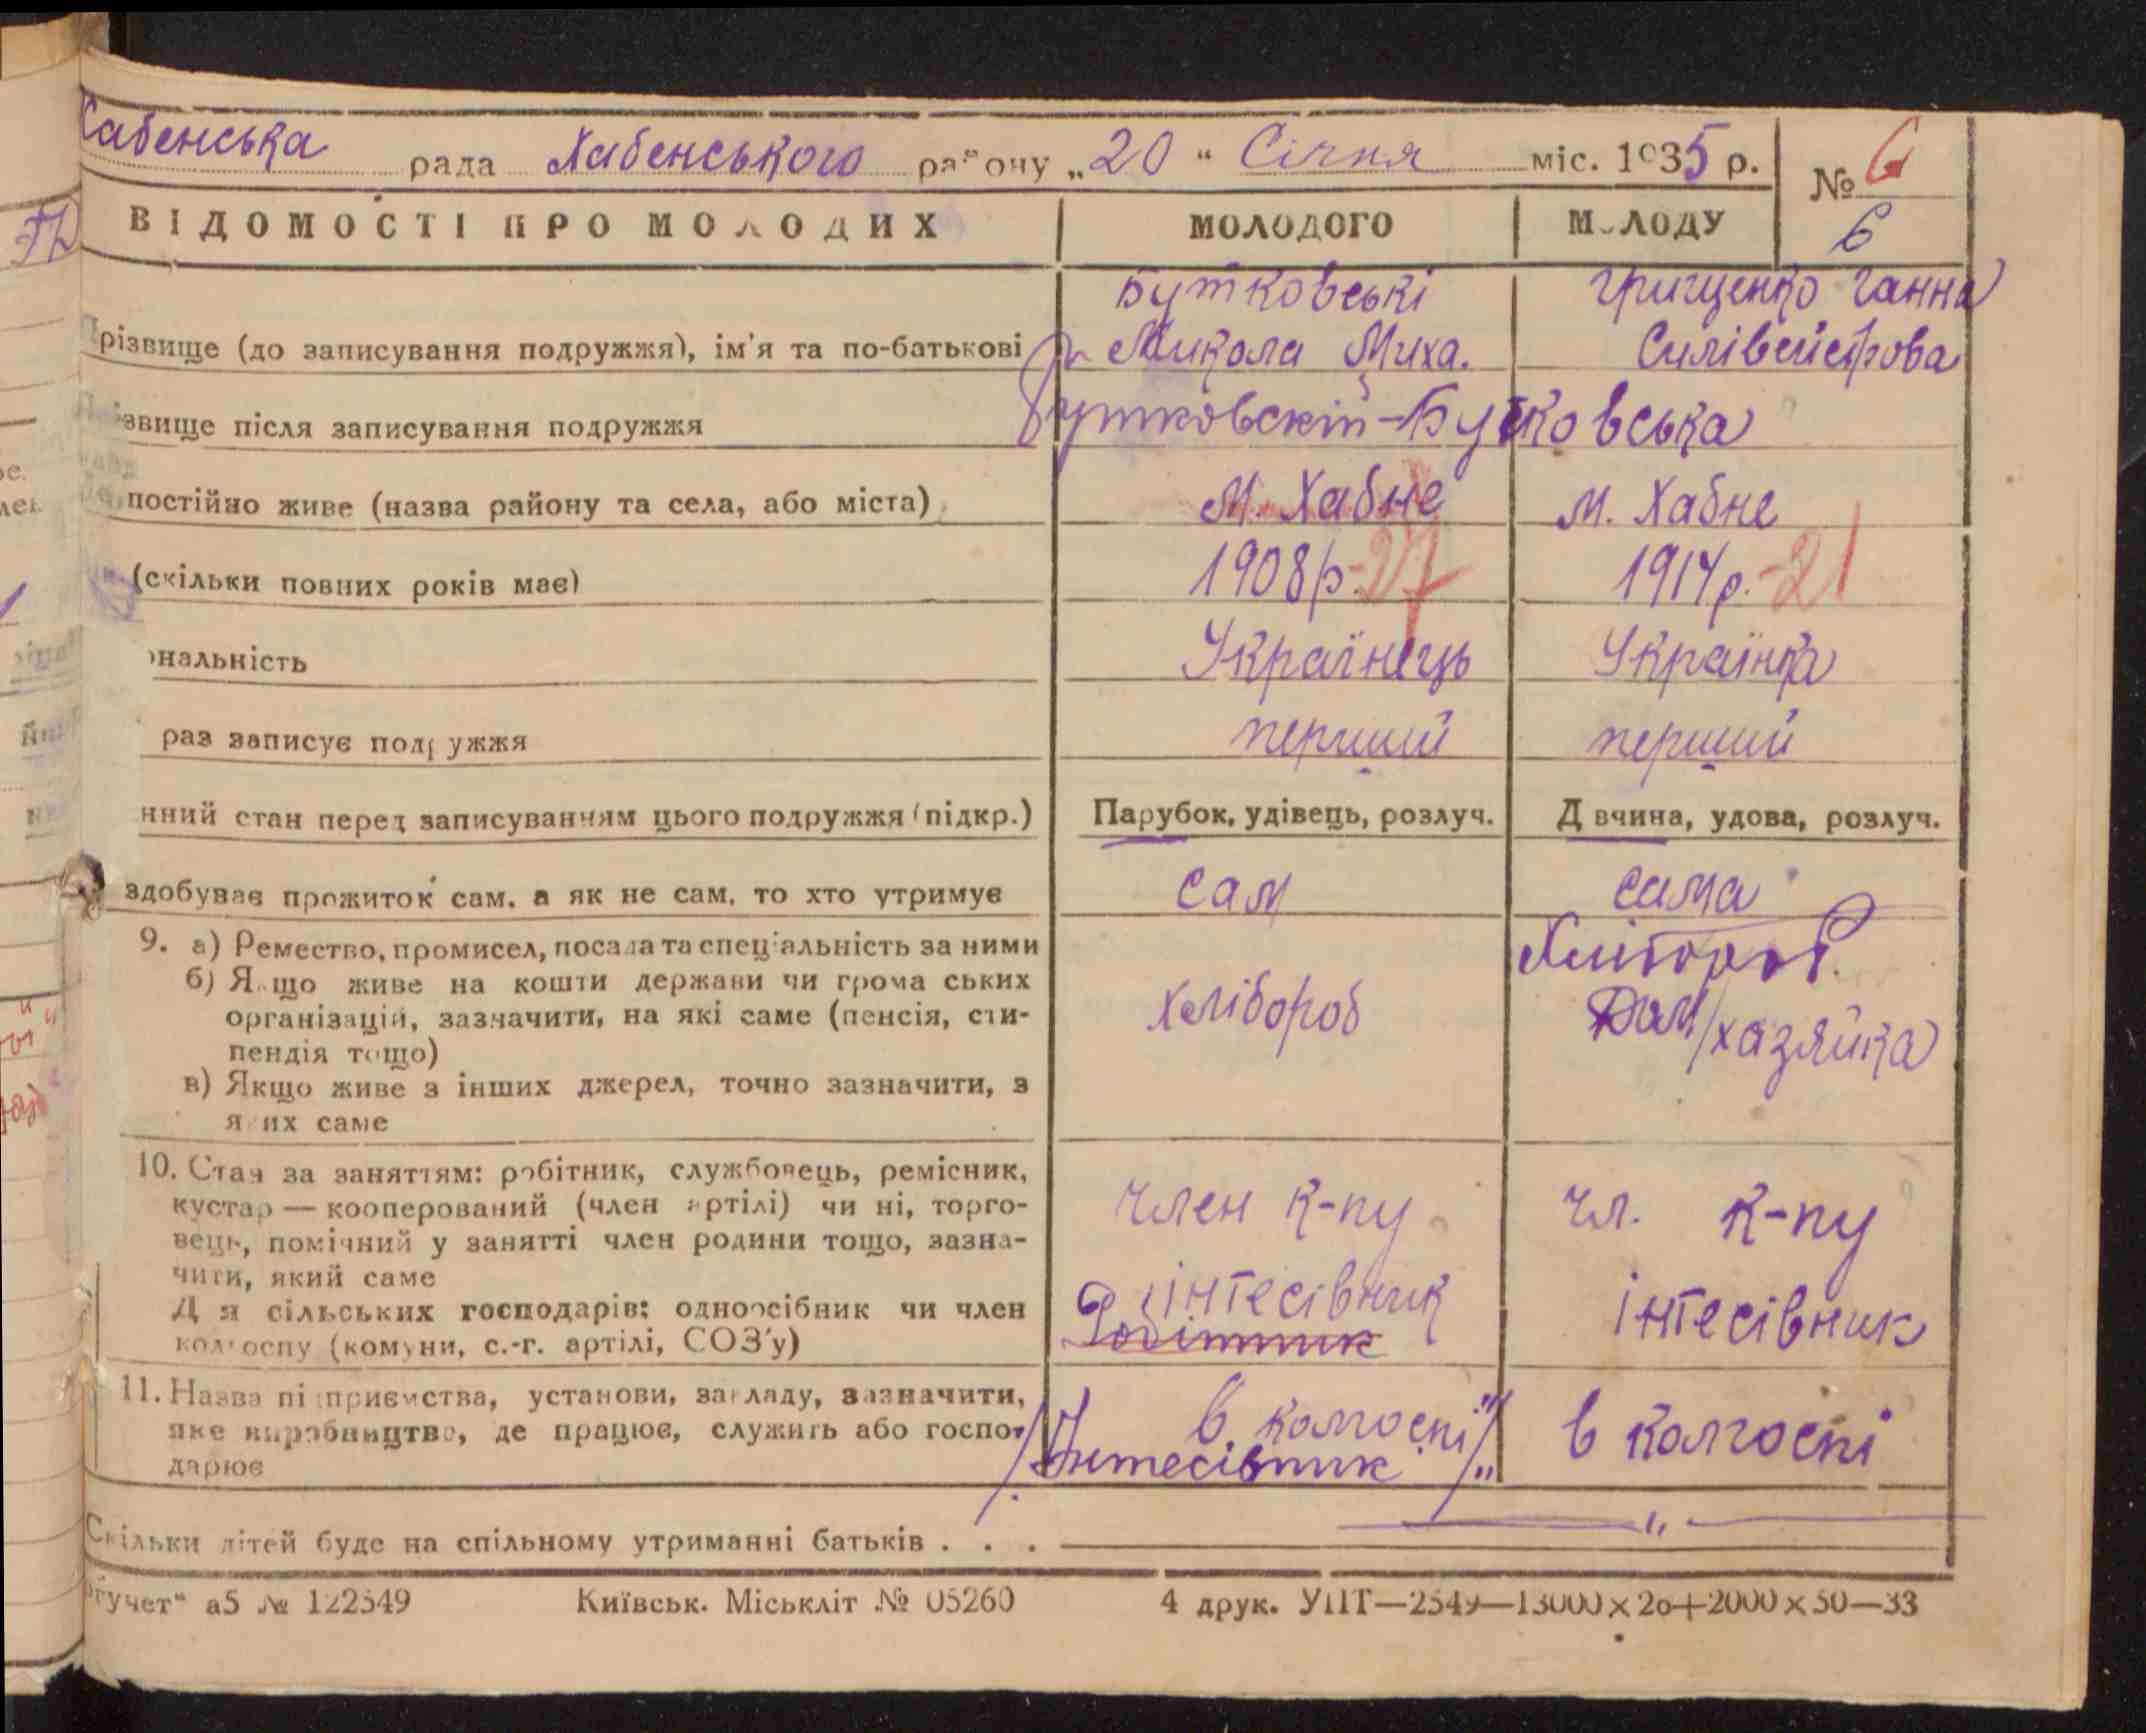 Хабенська рада Хабенського району „20“ Січня міс. 1935 р.
№ 6
6
ВІДОМОСТІ ПРО МОЛОДИХ МОЛОДОГО МОЛОДУ
Бутковські Грищенко Ганна
Прізвище (до записування подружжя), ім'я та по-батькові Микола Миха. Силівейстрова
Прізвище після записування подружжя Бутковскій-Бутковська
постійно живе (назва району та села, або міста) М. Хабне м. Хабне
(скільки повних років має) 1908 р.-27 1914 р.-21
ональність Українець Українка
раз записує подружжя перший перший
нний стан перед записуванням цього подружжя (підкр.) Парубок, удівець, розлуч. Дівчина, удова, розлуч.
здобуває прожиток сам, а як не сам, то хто утримує сам сама
9. а) Ремество, промисел, посада та спеціальність за ними Хлібороб.
б) Якщо живе на кошти держави чи громадських хлібороб Дом/хазяйка
організацій, зазначити, на які саме (пенсія, сти-
пендія тощо)
в) Якщо живе з інших джерел, точно зазначити, з
яких саме
10. Стан за заняттям: робітник, службовець, ремісник, член к-пу чл. к-пу
кустар — кооперований (член артілі) чи ні, торго-
вець, помічний у занятті член родини тощо, зазна-
чити, який саме інтесівник інтесівник
Для сільських господарів: одноосібник чи член Робітник
колгоспу (комуни, с.-г. артілі, СОЗ'у)
11. Назва підприємства, установи, закладу, зазначити, в колгоспі в колгоспі
яке виробництво, де працює, служить або госпо- /Інтесівник/
дарює
Скільки дітей буде на спільному утриманні батьків . . . — „ —
учет“ а5 № 122549 Київськ. Міськліт № 05260 4 друк. УПТ—2549—13000×20+2000×50—33